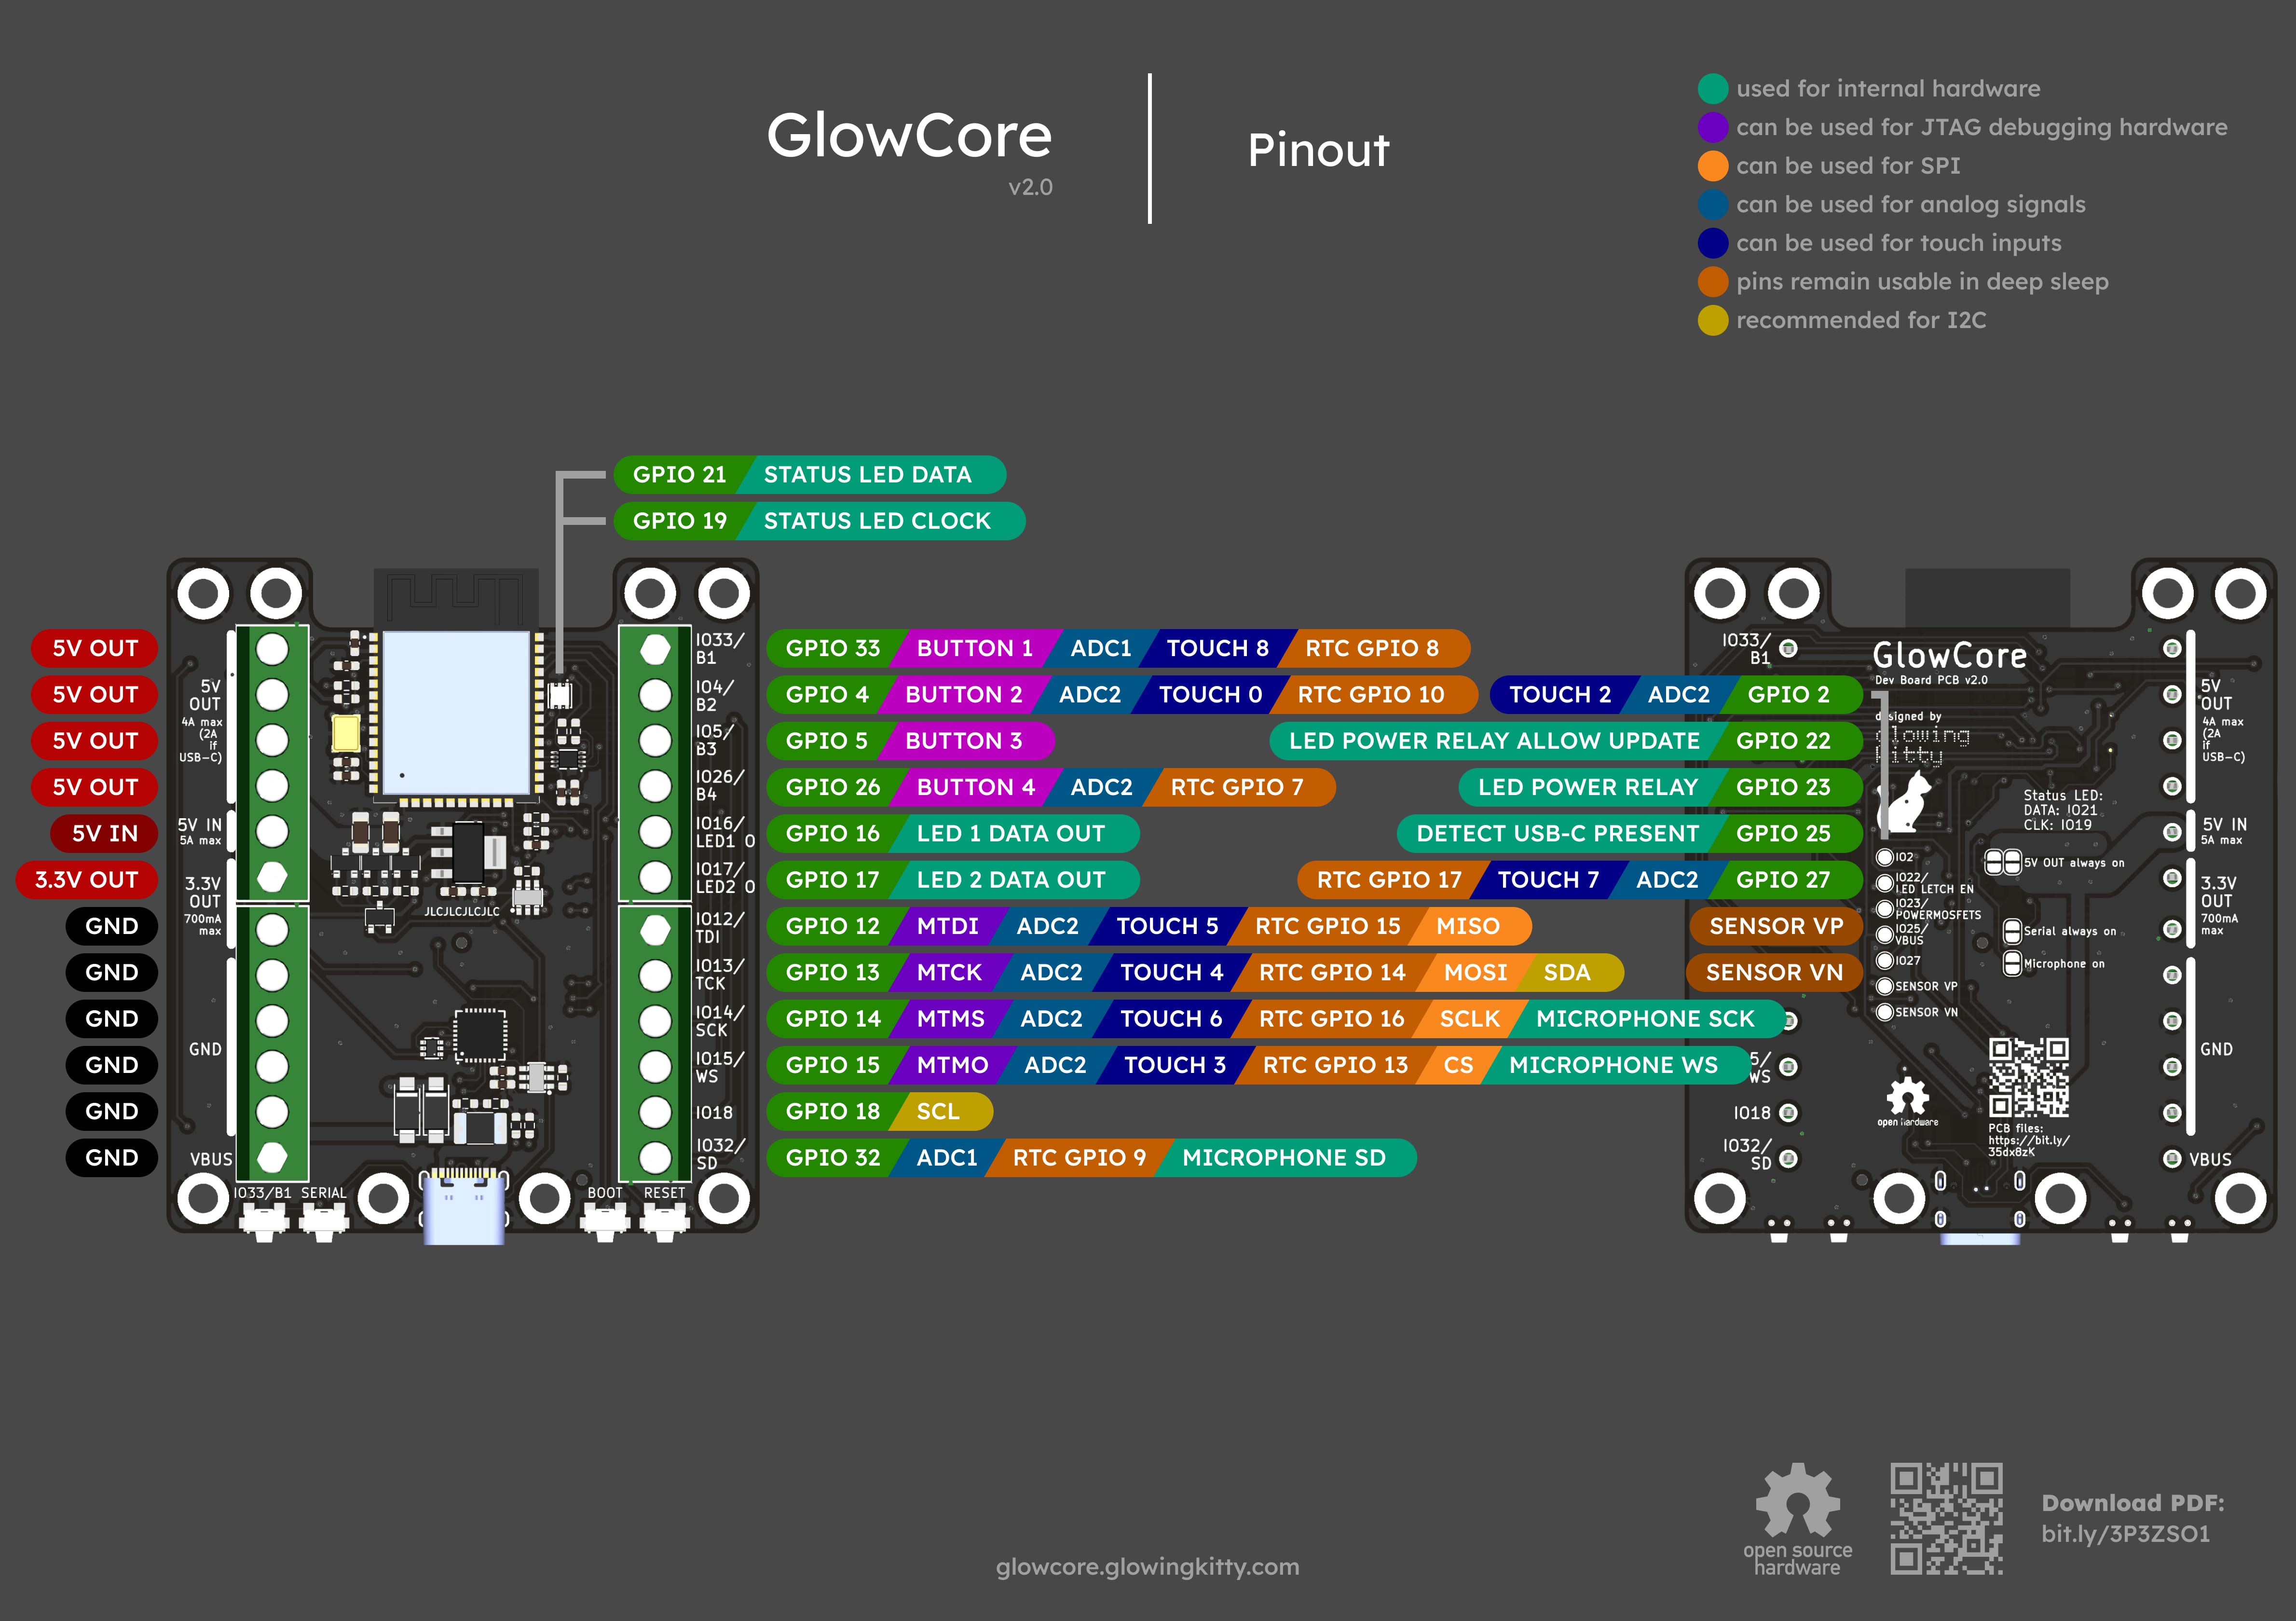 GlowCore
v2.0
Pinout
used for internal hardware
can be used for JTAG debugging hardware
can be used for SPI
can be used for analog signals
can be used for touch inputs
pins remain usable in deep sleep
recommended for I2C
GPIO 21 STATUS LED DATA
GPIO 19 STATUS LED CLOCK
5V OUT
5V OUT
5V OUT
5V OUT
5V IN
3.3V OUT
GND
GND
GND
GND
GND
GND
5V
OUT
4A max
(2A
if
USB-C)
5V IN
5A max
3.3V
OUT
700mA
max
GND
VBUS
IO33/B1 SERIAL
BOOT RESET
JLCJLCJLCJLC
IO33/
B1
IO4/
B2
IO5/
B3
IO26/
B4
IO16/
LED1 O
IO17/
LED2 O
IO12/
TDI
IO13/
TCK
IO14/
SCK
IO15/
WS
IO18
IO32/
SD
GPIO 33 BUTTON 1 ADC1 TOUCH 8 RTC GPIO 8
GPIO 4 BUTTON 2 ADC2 TOUCH 0 RTC GPIO 10
GPIO 5 BUTTON 3
GPIO 26 BUTTON 4 ADC2 RTC GPIO 7
GPIO 16 LED 1 DATA OUT
GPIO 17 LED 2 DATA OUT
GPIO 12 MTDI ADC2 TOUCH 5 RTC GPIO 15 MISO
GPIO 13 MTCK ADC2 TOUCH 4 RTC GPIO 14 MOSI SDA
GPIO 14 MTMS ADC2 TOUCH 6 RTC GPIO 16 SCLK MICROPHONE SCK
GPIO 15 MTMO ADC2 TOUCH 3 RTC GPIO 13 CS MICROPHONE WS
GPIO 18 SCL
GPIO 32 ADC1 RTC GPIO 9 MICROPHONE SD
TOUCH 2 ADC2 GPIO 2
LED POWER RELAY ALLOW UPDATE GPIO 22
LED POWER RELAY GPIO 23
DETECT USB-C PRESENT GPIO 25
RTC GPIO 17 TOUCH 7 ADC2 GPIO 27
SENSOR VP
SENSOR VN
IO33/
B1
5/
WS
IO18
IO32/
SD
GlowCore
Dev Board PCB v2.0
designed by
glowing
kitty
Status LED:
DATA: IO21
CLK: IO19
IO2
IO22/
LED LETCH EN
IO23/
POWERMOSFETS
IO25/
VBUS
IO27
SENSOR VP
SENSOR VN
5V OUT always on
Serial always on
Microphone on
open hardware
PCB files:
https://bit.ly/
35dx8zK
5V
OUT
4A max
(2A
if
USB-C)
5V IN
5A max
3.3V
OUT
700mA
max
GND
VBUS
glowcore.glowingkitty.com
open source
hardware
Download PDF:
bit.ly/3P3ZSO1